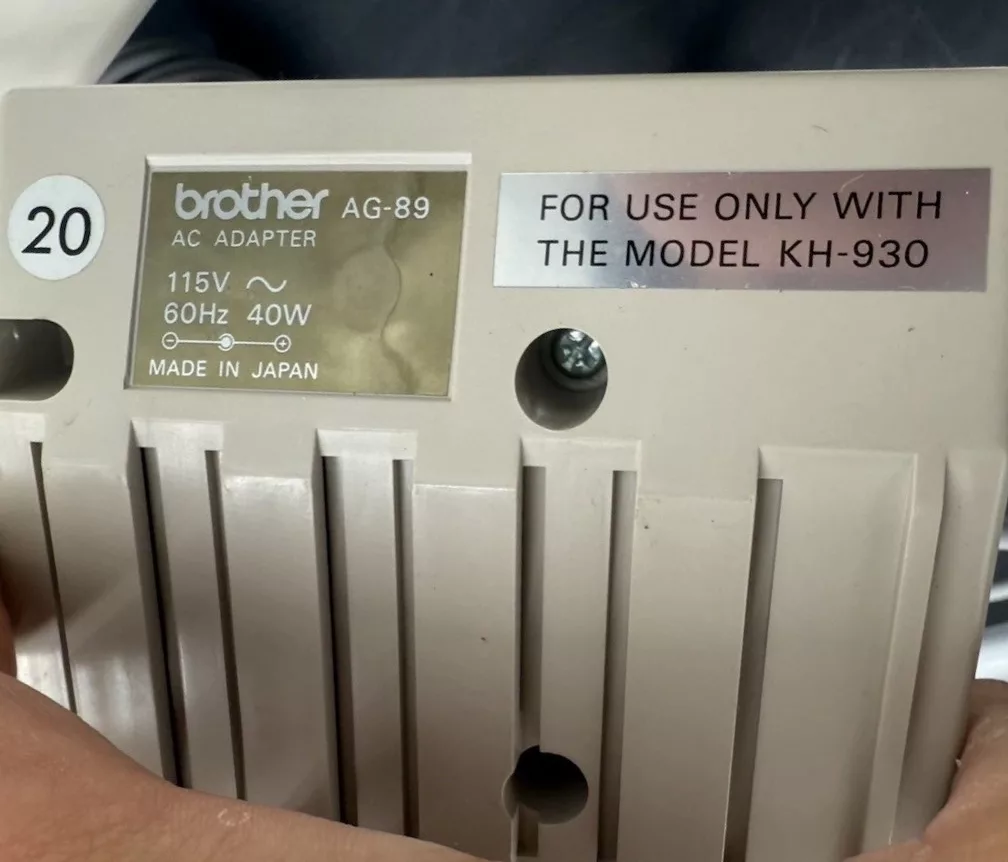 20
brother AG-89
AC ADAPTER
115V ~
60Hz 40W
⊖ ⊕
MADE IN JAPAN
FOR USE ONLY WITH
THE MODEL KH-930